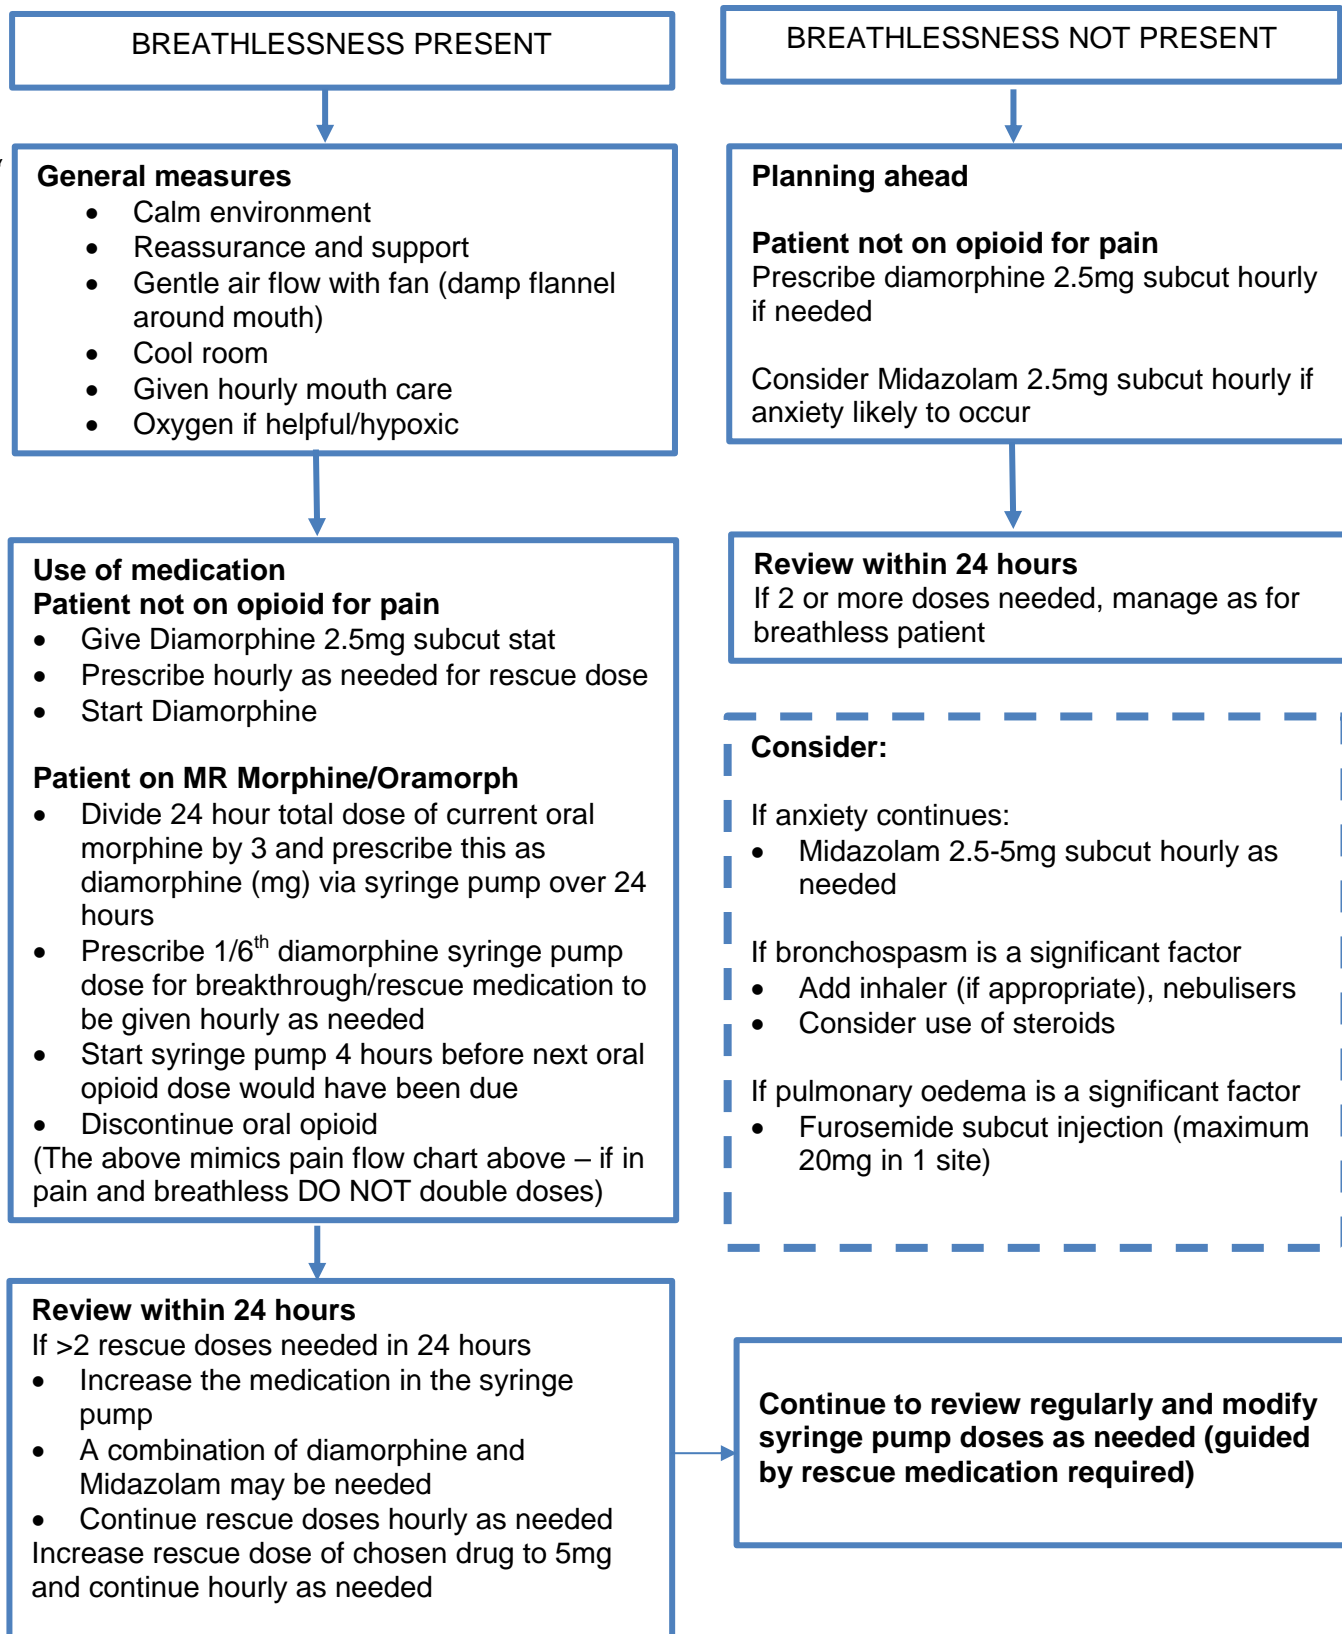 BREATHLESSNESS PRESENT
General measures
• Calm environment
• Reassurance and support
• Gentle air flow with fan (damp flannel
around mouth)
• Cool room
• Given hourly mouth care
• Oxygen if helpful/hypoxic
Use of medication
Patient not on opioid for pain
• Give Diamorphine 2.5mg subcut stat
• Prescribe hourly as needed for rescue dose
• Start Diamorphine
Patient on MR Morphine/Oramorph
• Divide 24 hour total dose of current oral
morphine by 3 and prescribe this as
diamorphine (mg) via syringe pump over 24
hours
• Prescribe 1/6th diamorphine syringe pump
dose for breakthrough/rescue medication to
be given hourly as needed
• Start syringe pump 4 hours before next oral
opioid dose would have been due
• Discontinue oral opioid
(The above mimics pain flow chart above – if in
pain and breathless DO NOT double doses)
Review within 24 hours
If >2 rescue doses needed in 24 hours
• Increase the medication in the syringe
pump
• A combination of diamorphine and
Midazolam may be needed
• Continue rescue doses hourly as needed
Increase rescue dose of chosen drug to 5mg
and continue hourly as needed
BREATHLESSNESS NOT PRESENT
Planning ahead
Patient not on opioid for pain
Prescribe diamorphine 2.5mg subcut hourly
if needed
Consider Midazolam 2.5mg subcut hourly if
anxiety likely to occur
Review within 24 hours
If 2 or more doses needed, manage as for
breathless patient
Consider:
If anxiety continues:
• Midazolam 2.5-5mg subcut hourly as
needed
If bronchospasm is a significant factor
• Add inhaler (if appropriate), nebulisers
• Consider use of steroids
If pulmonary oedema is a significant factor
• Furosemide subcut injection (maximum
20mg in 1 site)
Continue to review regularly and modify
syringe pump doses as needed (guided
by rescue medication required)